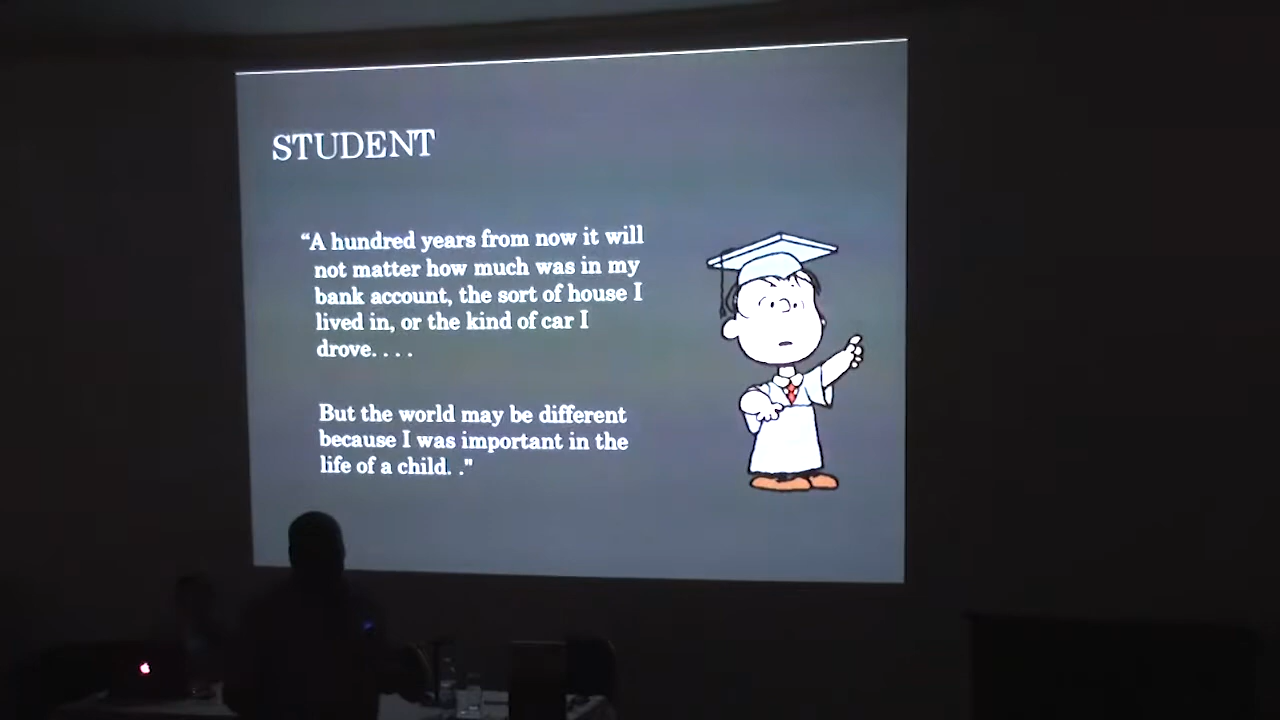 STUDENT
“A hundred years from now it will
not matter how much was in my
bank account, the sort of house I
lived in, or the kind of car I
drove. . . .
But the world may be different
because I was important in the
life of a child. ."